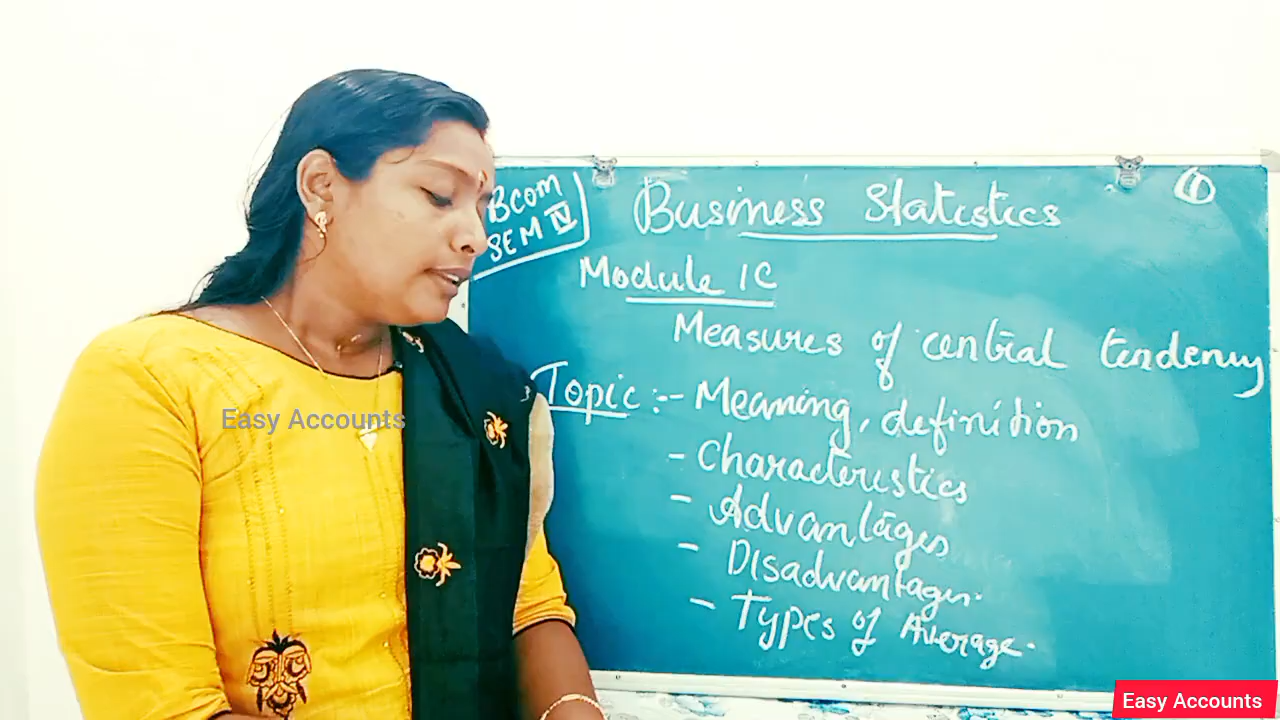 Bcom
SEM IV
Business Statistics
1
Module 1C
Measures of central tendency
Topic :- Meaning, definition
- Characteristics
- Advantages
- Disadvantages.
- Types of Average.
Easy Accounts
Easy Accounts